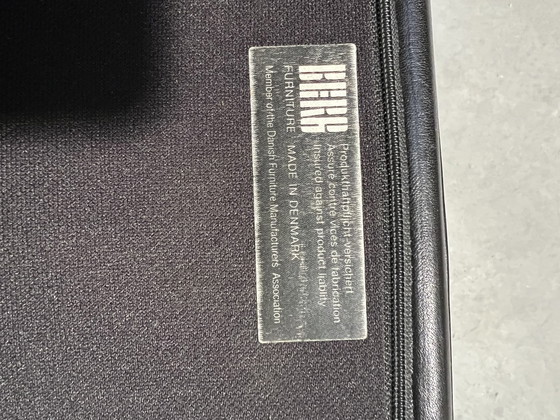 BERG
FURNITURE MADE IN DENMARK
Member of the Danish Furniture Manufacturers Association
Produkthaftpflicht-versichert
Assuré contre vices de fabrication
Insured against product liability